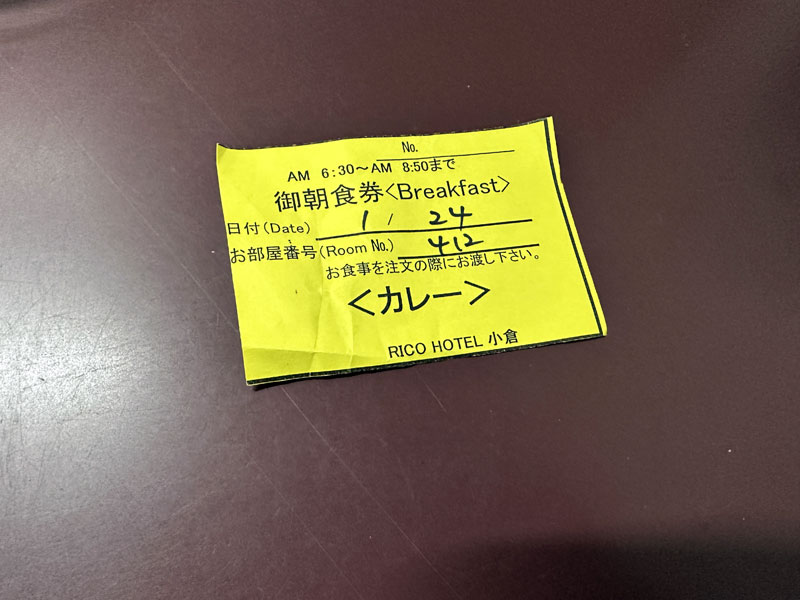 No.
AM 6:30～AM 8:50まで
御朝食券<Breakfast>
日付(Date) 1 / 24
お部屋番号(Room No.) 412
お食事を注文の際にお渡し下さい。
<カレー>
RICO HOTEL 小倉